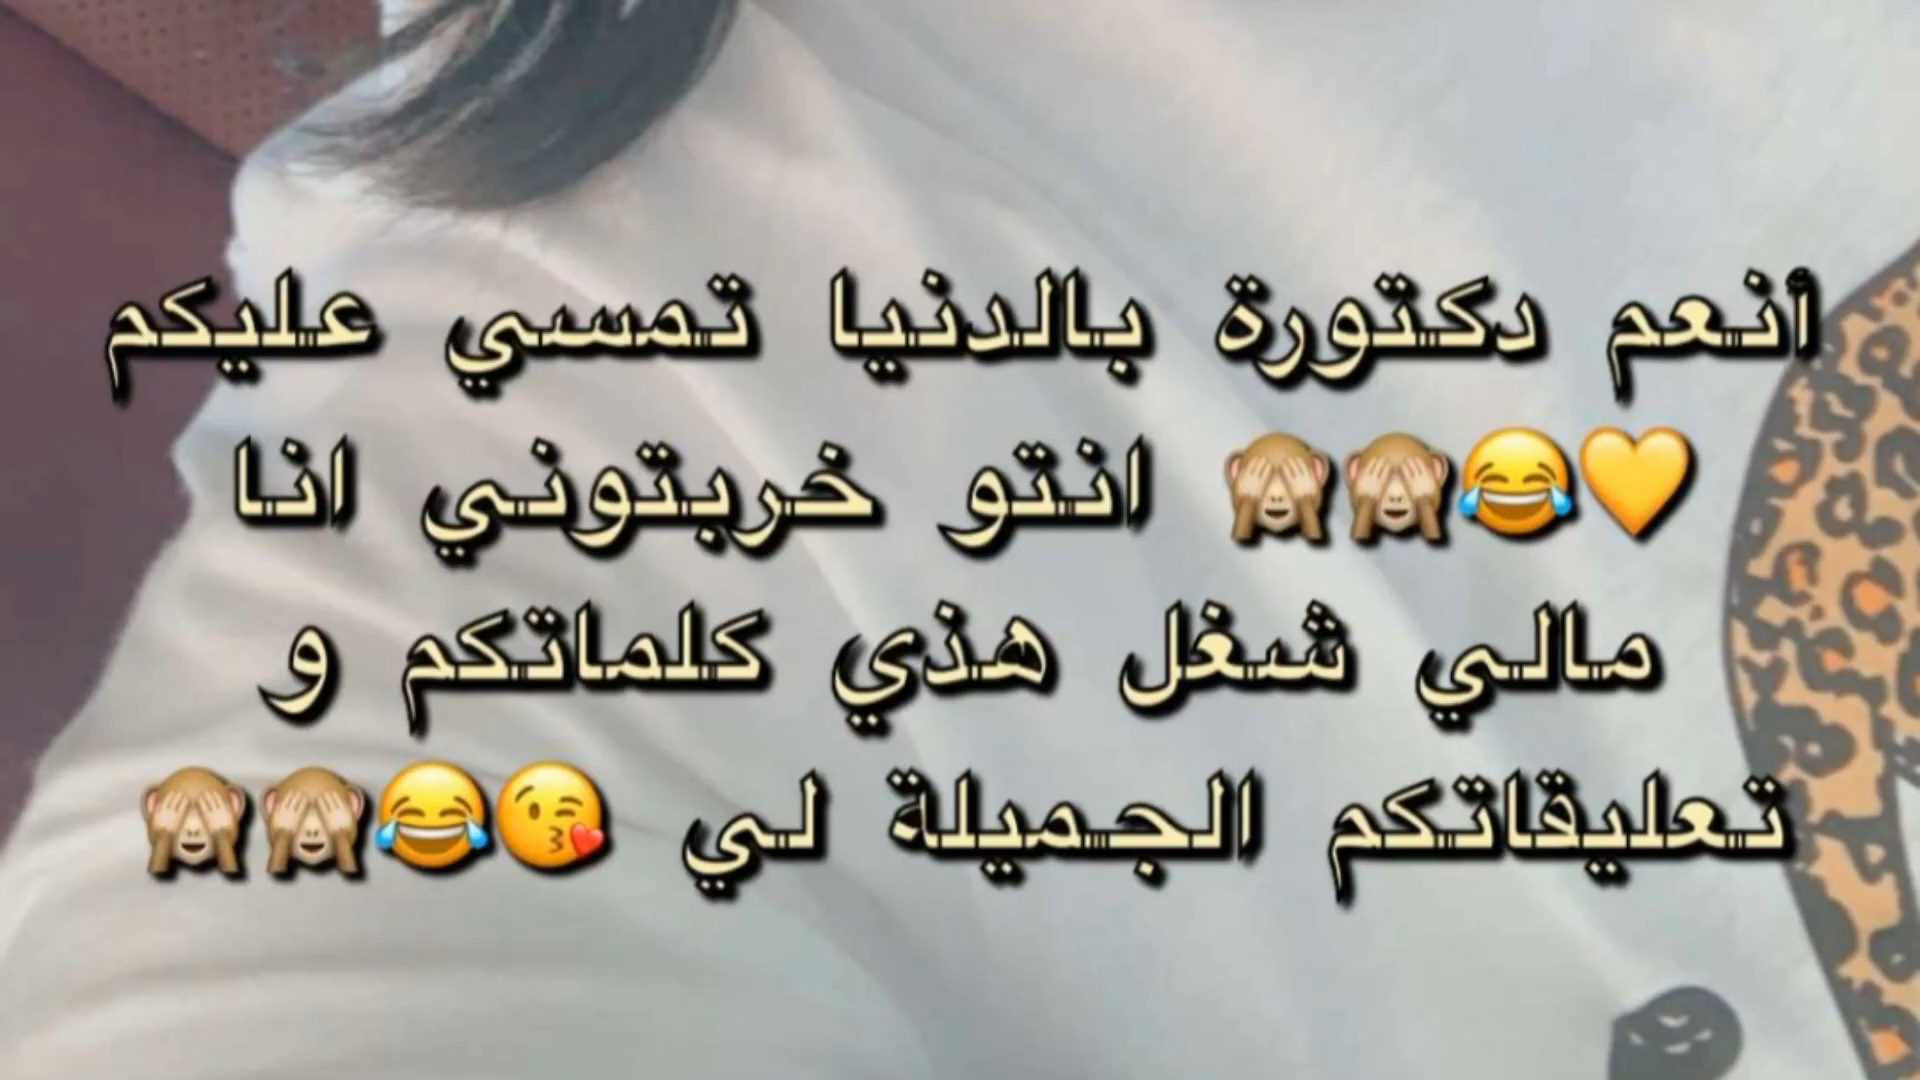 أنعم دكتورة بالدنيا تمسي عليكم
💛😂🙈🙈 انتو خربتوني انا
مالي شغل هذي كلماتكم و
تعليقاتكم الجميلة لي 😘😂🙈🙈